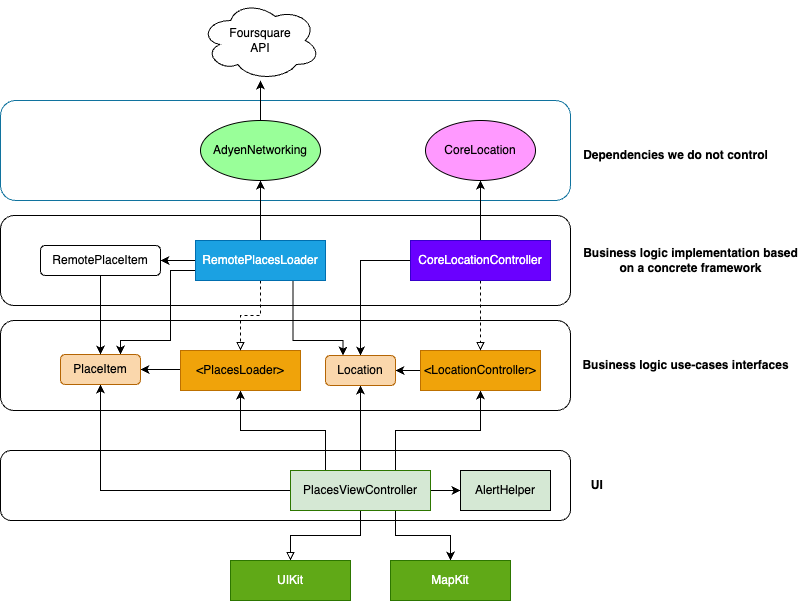 Foursquare
API
AdyenNetworking
CoreLocation
Dependencies we do not control
RemotePlaceItem
RemotePlacesLoader
CoreLocationController
Business logic implementation based
on a concrete framework
PlaceItem
<PlacesLoader>
Location
<LocationController>
Business logic use-cases interfaces
PlacesViewController
AlertHelper
UI
UIKit
MapKit